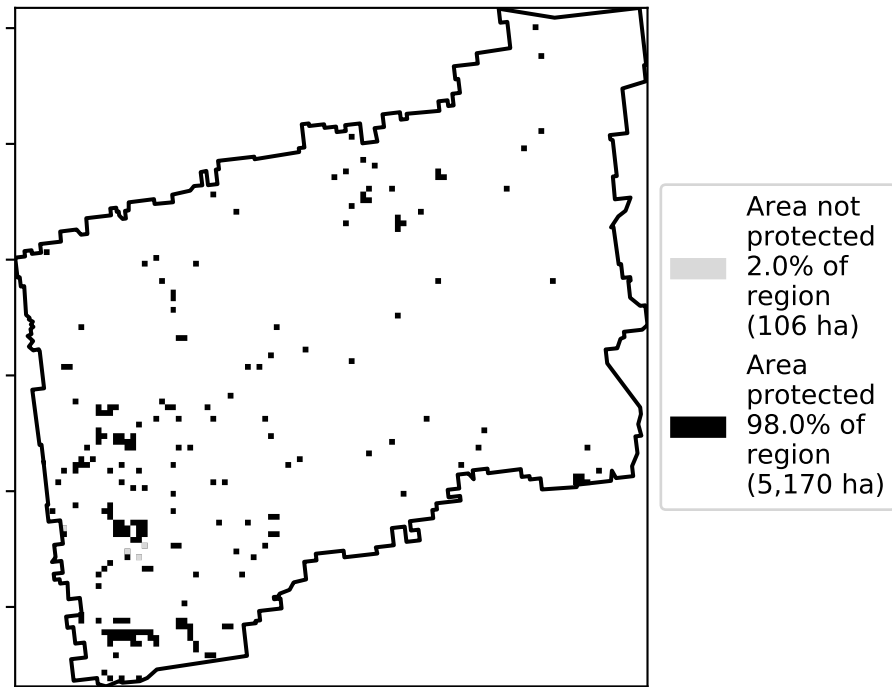 Area not
protected
2.0% of
region
(106 ha)
Area
protected
98.0% of
region
(5,170 ha)